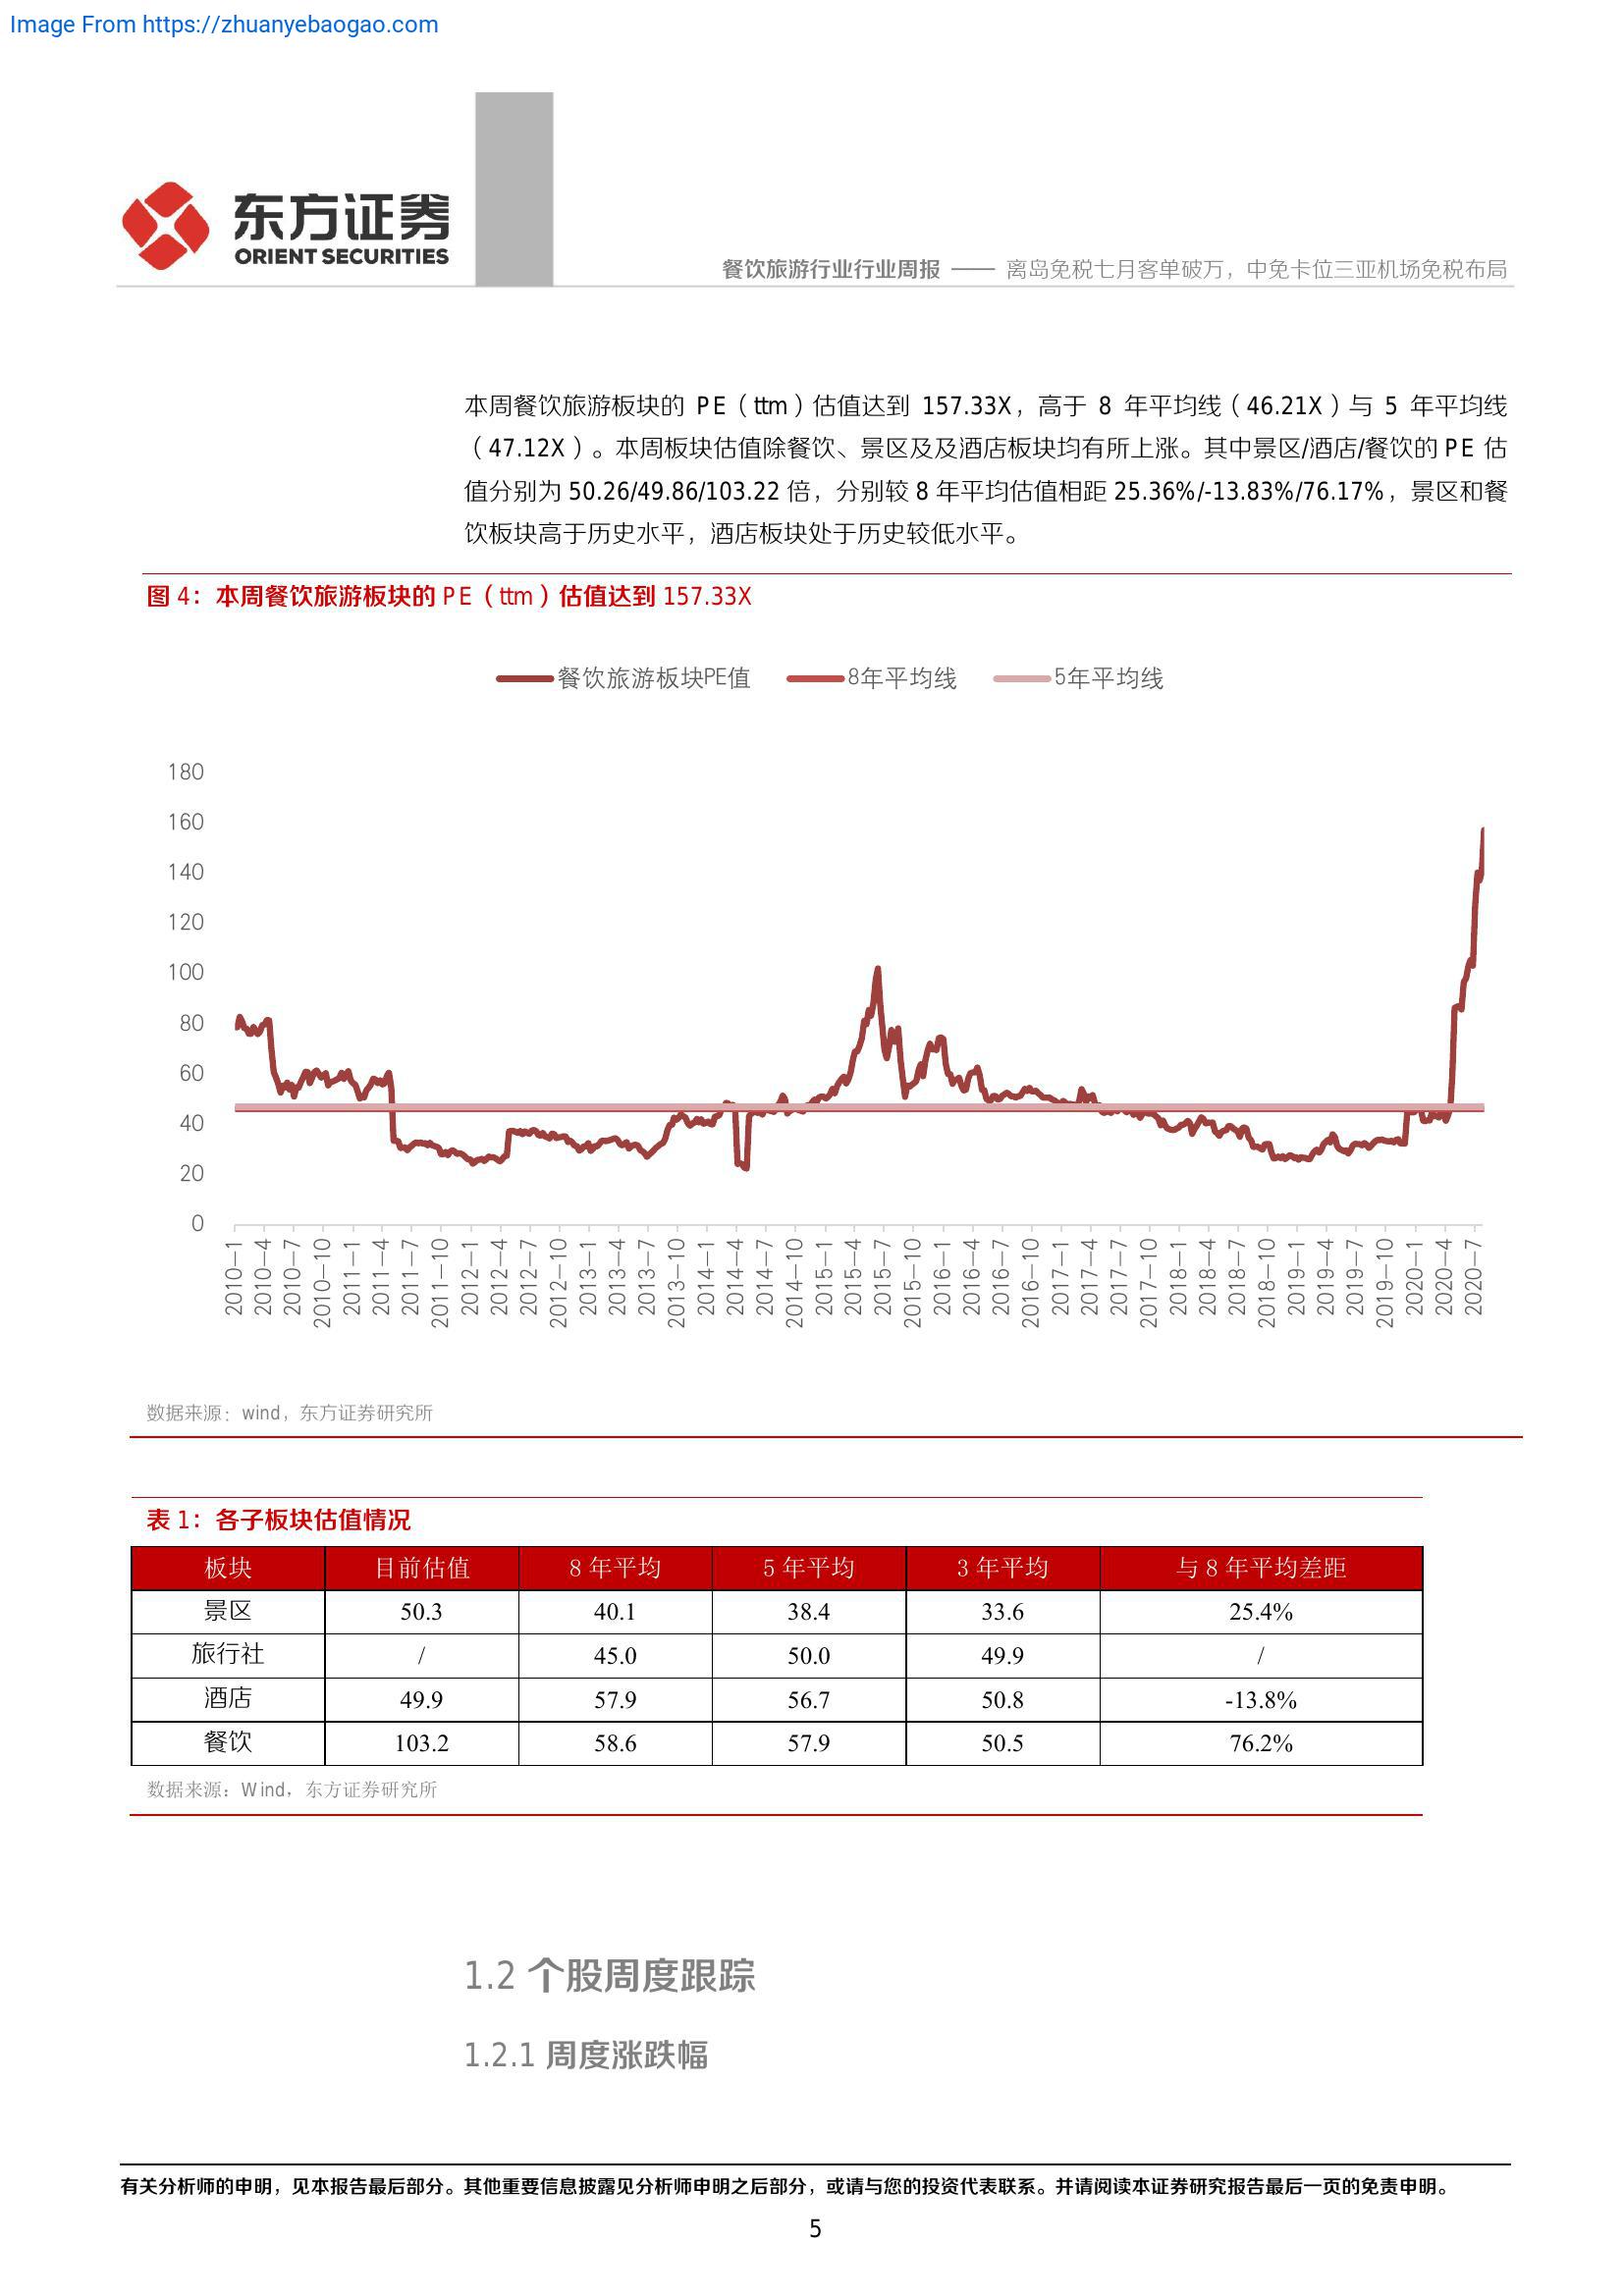 Image From https://zhuanyebaogao.com
东方证券
ORIENT SECURITIES
餐饮旅游行业行业周报 —— 离岛免税七月客单破万，中免卡位三亚机场免税布局
本周餐饮旅游板块的 PE（ttm）估值达到 157.33X，高于 8 年平均线（46.21X）与 5 年平均线
（47.12X）。本周板块估值除餐饮、景区及及酒店板块均有所上涨。其中景区/酒店/餐饮的 PE 估
值分别为 50.26/49.86/103.22 倍，分别较 8 年平均估值相距 25.36%/-13.83%/76.17%，景区和餐
饮板块高于历史水平，酒店板块处于历史较低水平。
图 4：本周餐饮旅游板块的 PE（ttm）估值达到 157.33X
餐饮旅游板块PE值 8年平均线 5年平均线
180
160
140
120
100
80
60
40
20
0
2010-1 2010-4 2010-7 2010-10 2011-1 2011-4 2011-7 2011-10 2012-1 2012-4 2012-7 2012-10 2013-1 2013-4 2013-7 2013-10 2014-1 2014-4 2014-7 2014-10 2015-1 2015-4 2015-7 2015-10 2016-1 2016-4 2016-7 2016-10 2017-1 2017-4 2017-7 2017-10 2018-1 2018-4 2018-7 2018-10 2019-1 2019-4 2019-7 2019-10 2020-1 2020-4 2020-7
数据来源：wind，东方证券研究所
表 1：各子板块估值情况
板块 目前估值 8 年平均 5 年平均 3 年平均 与 8 年平均差距
景区 50.3 40.1 38.4 33.6 25.4%
旅行社 / 45.0 50.0 49.9 /
酒店 49.9 57.9 56.7 50.8 -13.8%
餐饮 103.2 58.6 57.9 50.5 76.2%
数据来源：Wind，东方证券研究所
1.2 个股周度跟踪
1.2.1 周度涨跌幅
有关分析师的申明，见本报告最后部分。其他重要信息披露见分析师申明之后部分，或请与您的投资代表联系。并请阅读本证券研究报告最后一页的免责申明。
5